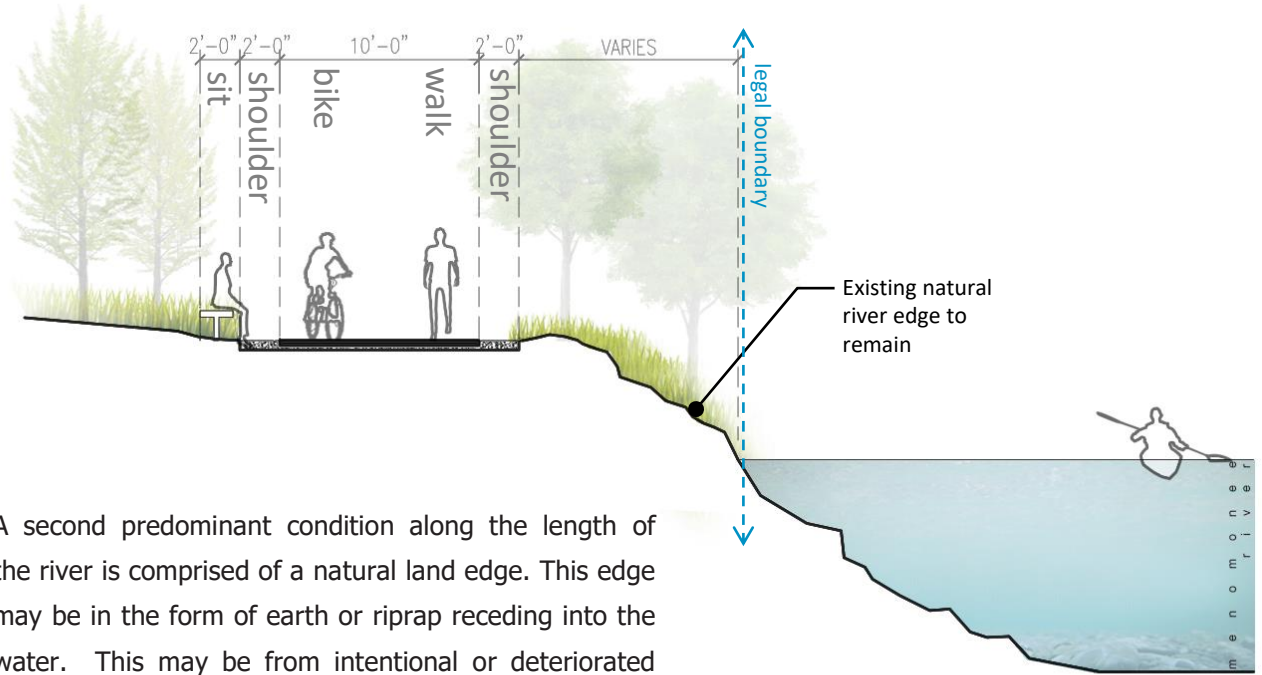 2'-0" 2'-0" 10'-0" 2'-0" VARIES
sit
shoulder
bike
walk
shoulder
legal boundary
Existing natural
river edge to
remain
menomonee
river
A second predominant condition along the length of
the river is comprised of a natural land edge. This edge
may be in the form of earth or riprap receding into the
water. This may be from intentional or deteriorated